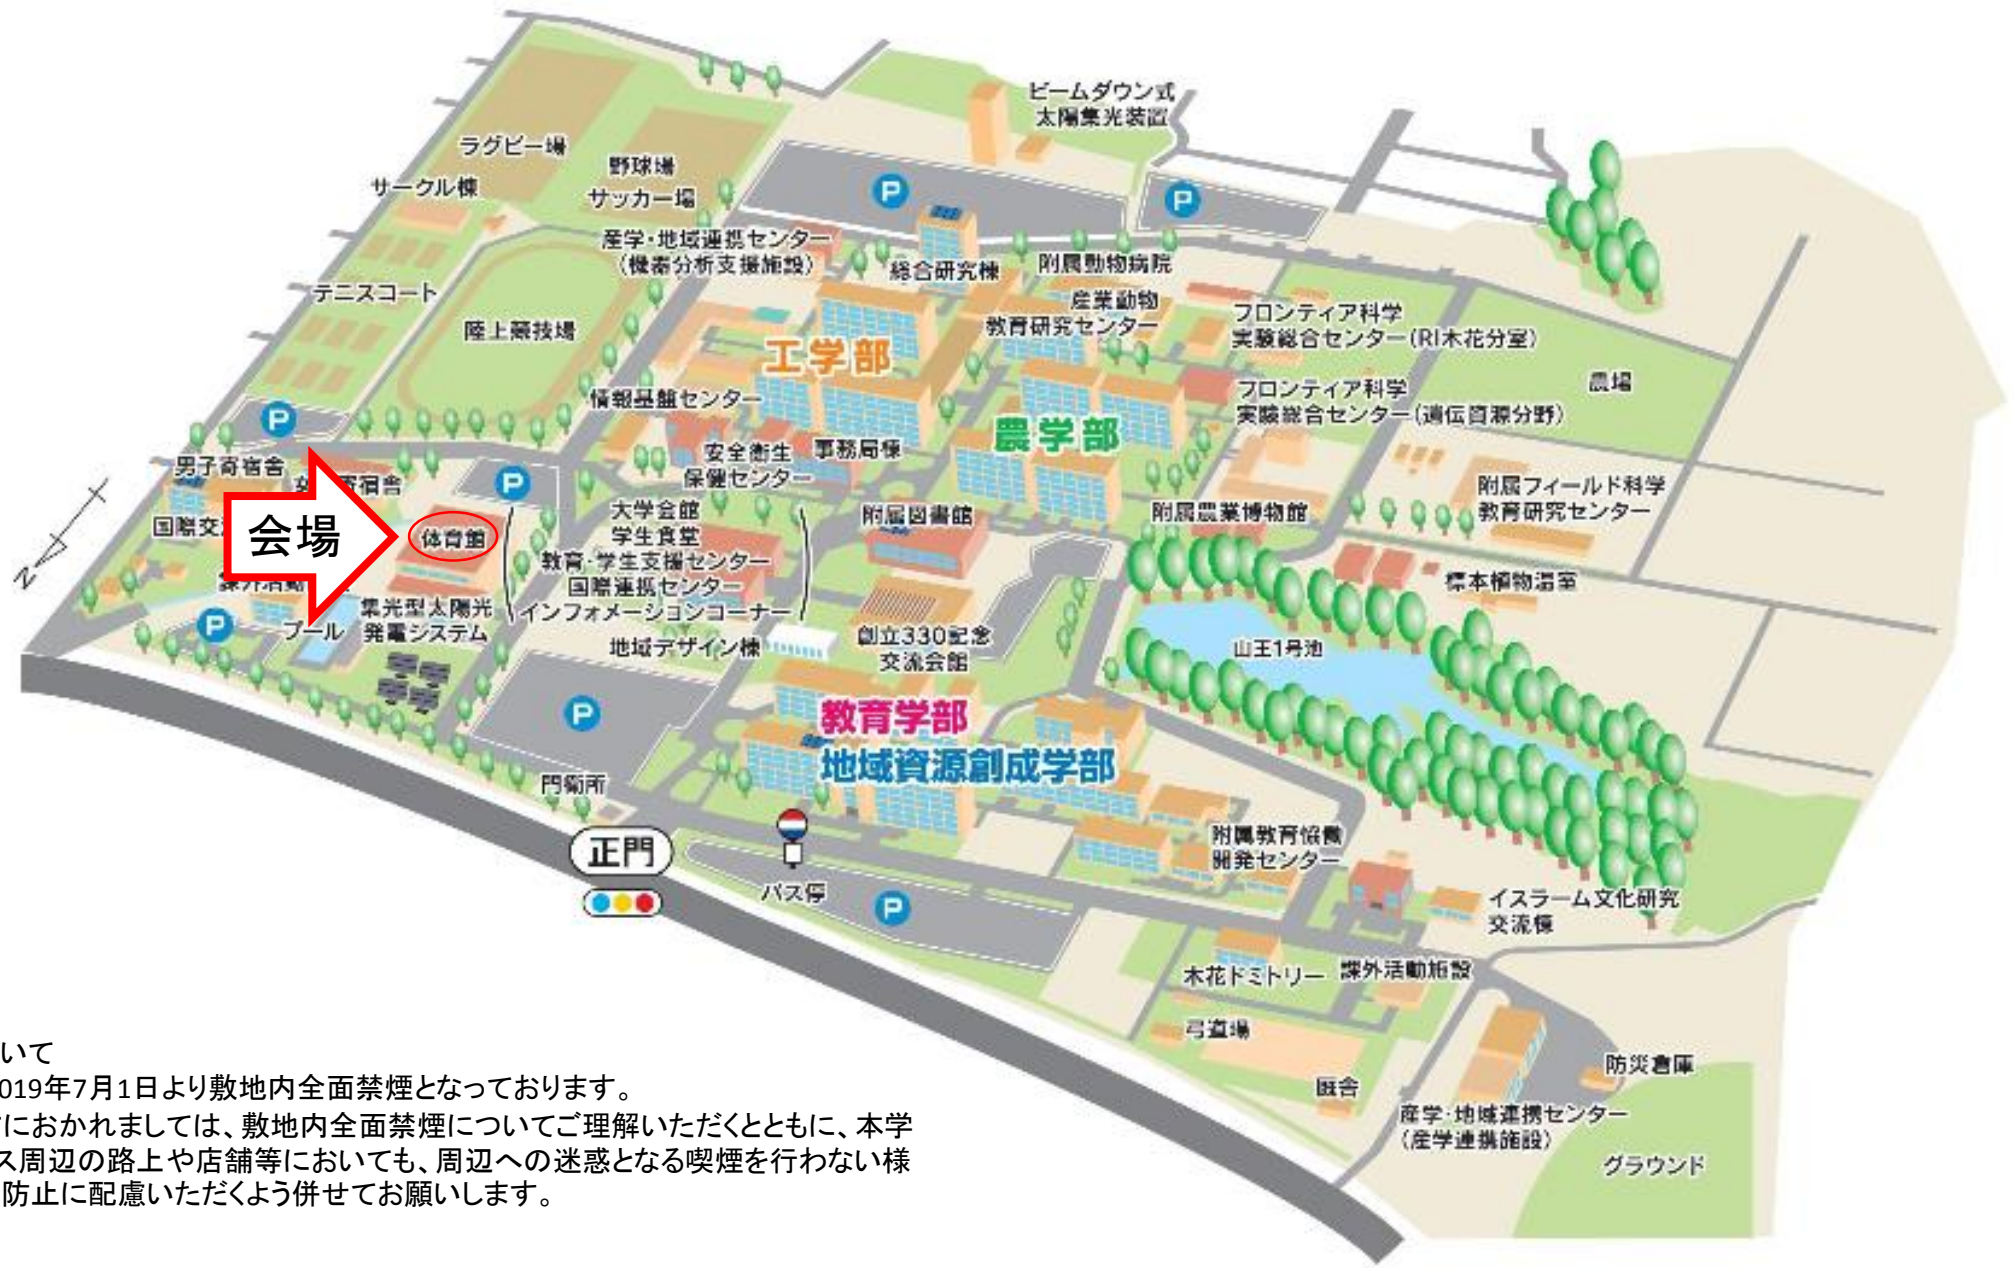 ビームダウン式
太陽集光装置
ラグビー場
野球場
サッカー場
サークル棟
P
P
産学・地域連携センター
(機器分析支援施設)
総合研究棟
附属動物病院
テニスコート
産業動物
教育研究センター
フロンティア科学
実験総合センター(RI木花分室)
陸上競技場
工学部
情報基盤センター
農場
フロンティア科学
実験総合センター(遺伝資源分野)
P
農学部
安全衛生
保健センター
事務局棟
男子寄宿舎
寄宿舎
P
附属フィールド科学
教育研究センター
国際交
会場
体育館
大学会館
学生食堂
教育・学生支援センター
国際連携センター
インフォメーションコーナー
附属図書館
附属農業博物館
標本植物温室
課外活動
集光型太陽光
発電システム
P
プール
地域デザイン棟
創立330記念
交流会館
山王1号池
P
教育学部
地域資源創成学部
門衛所
正門
バス停
P
附属教育協働
開発センター
イスラーム文化研究
交流棟
木花ドミトリー
課外活動施設
弓道場
厩舎
防災倉庫
産学・地域連携センター
(産学連携施設)
グラウンド
N
いて
019年7月1日より敷地内全面禁煙となっております。
におかれましては、敷地内全面禁煙についてご理解いただくとともに、本学
ス周辺の路上や店舗等においても、周辺への迷惑となる喫煙を行わない様
防止に配慮いただくよう併せてお願いします。